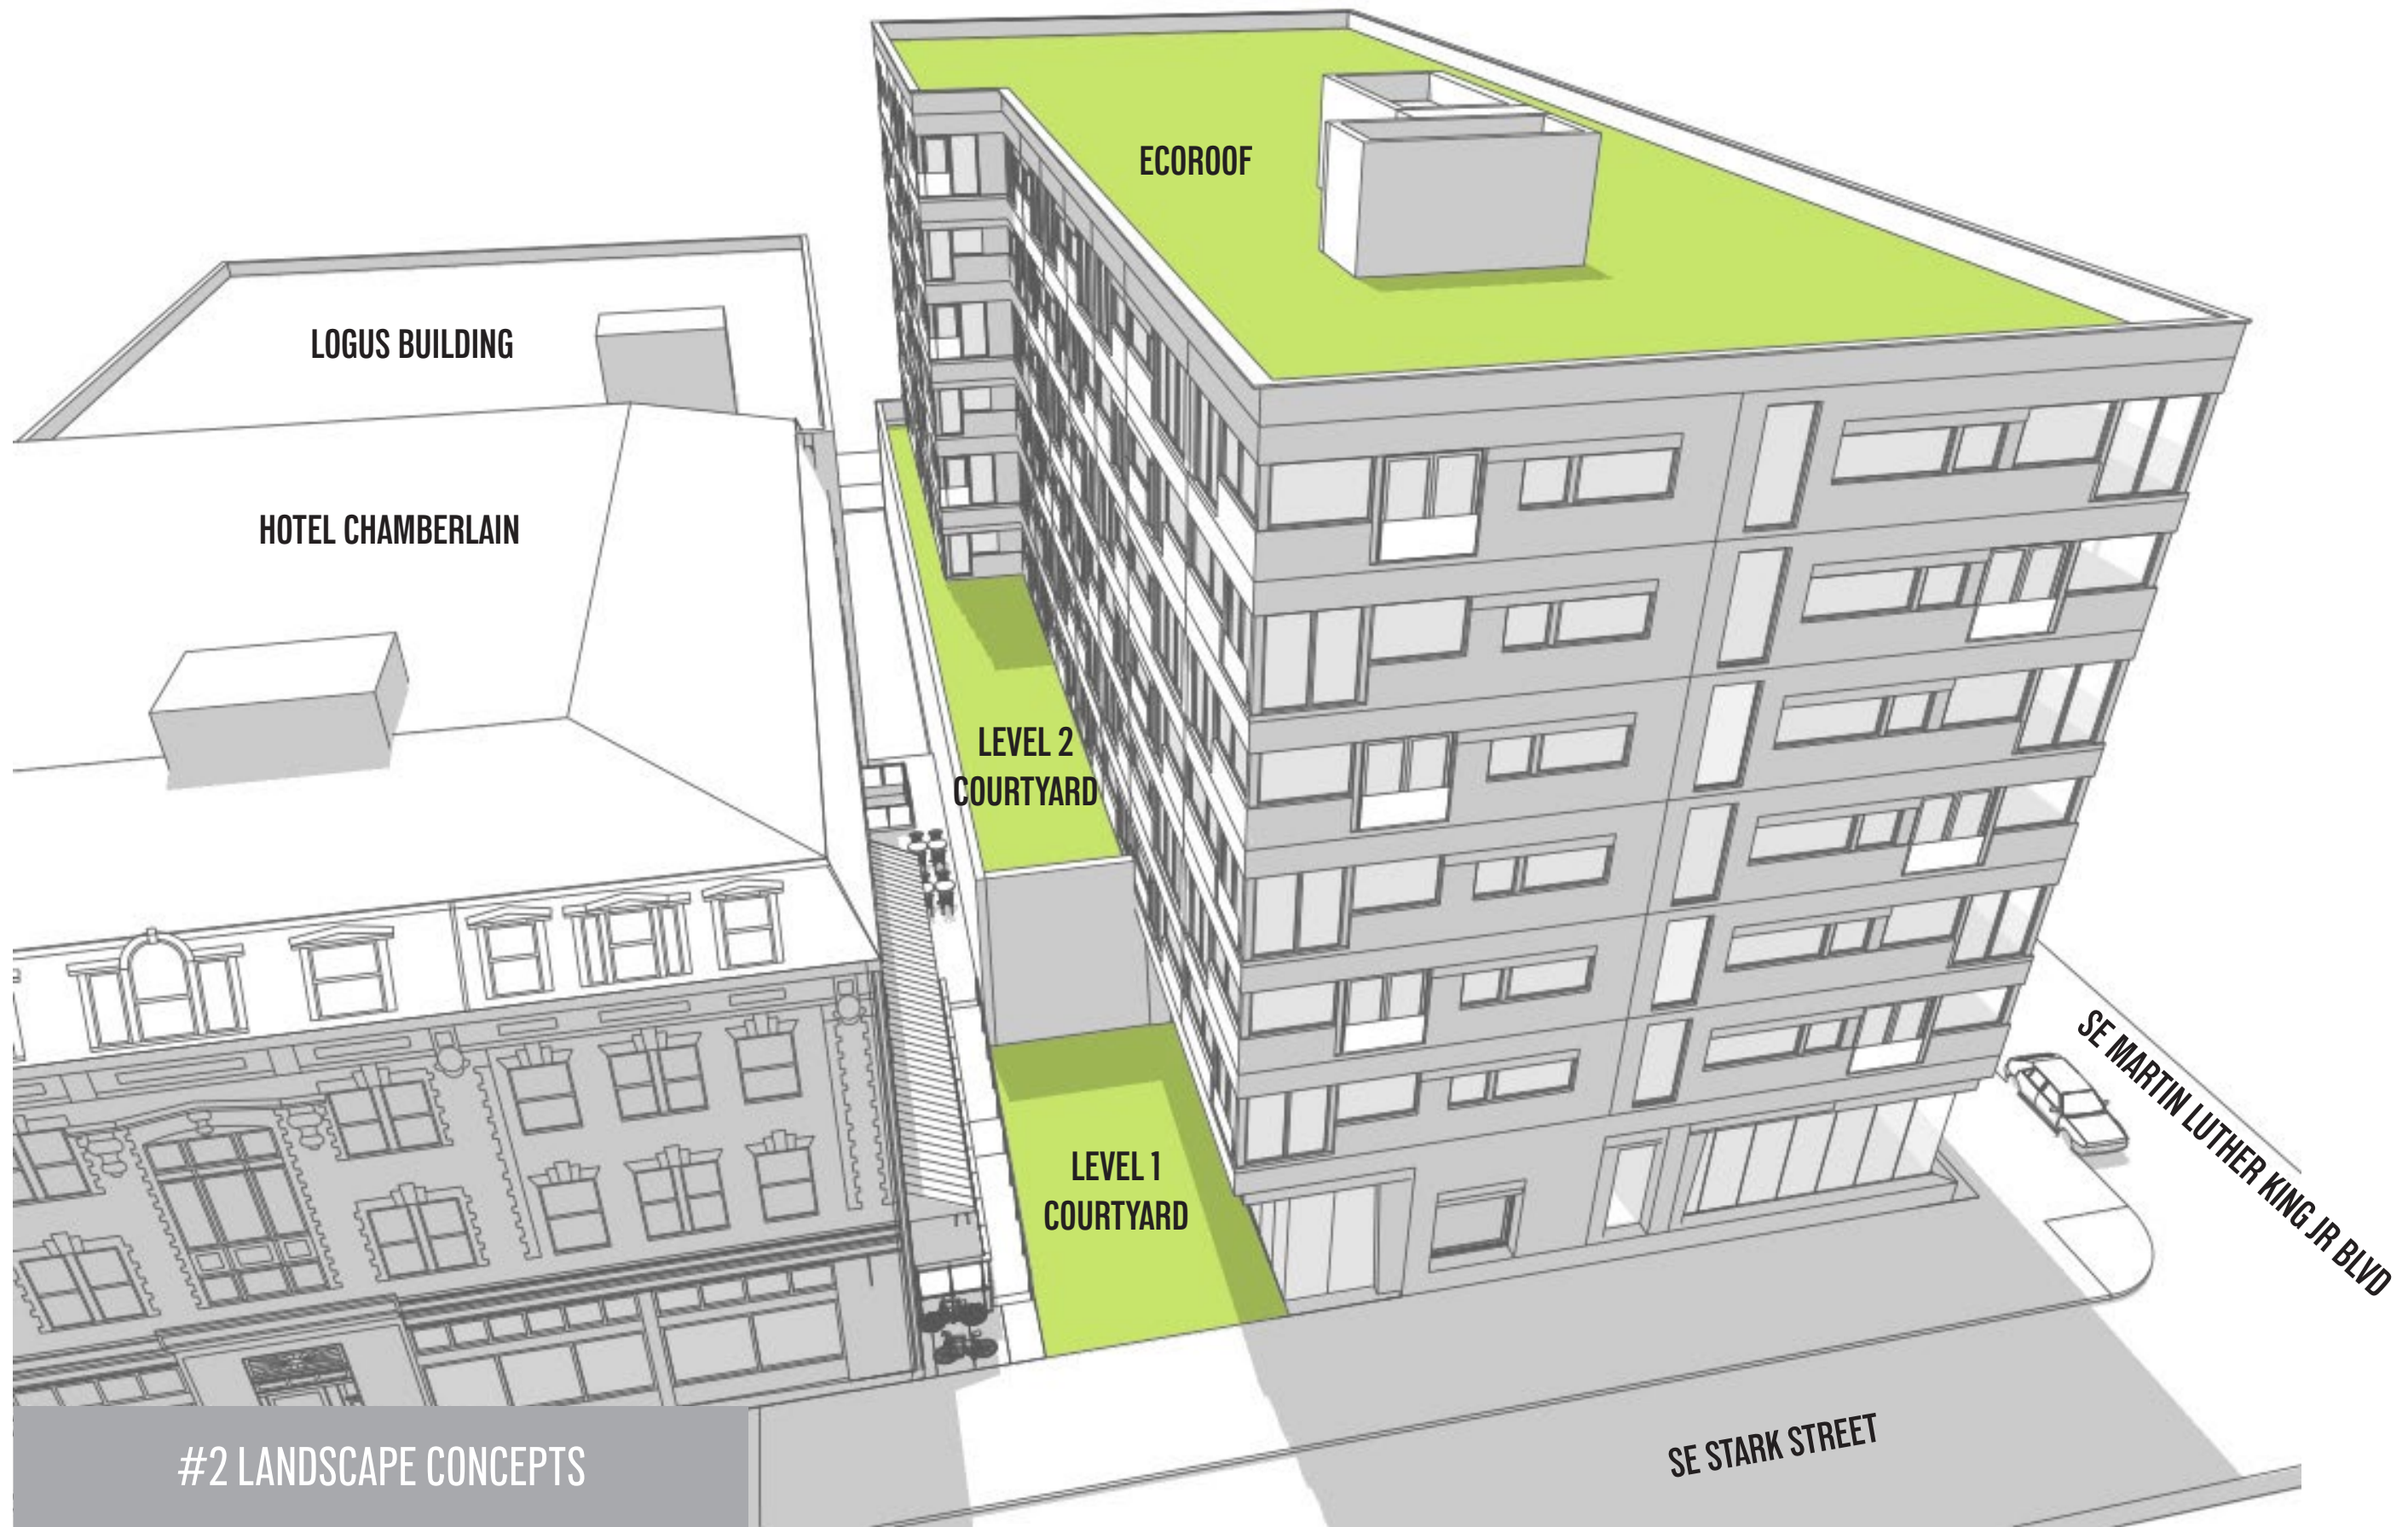 ECOROOF
LOGUS BUILDING
HOTEL CHAMBERLAIN
LEVEL 2
COURTYARD
LEVEL 1
COURTYARD
SE MARTIN LUTHER KING JR BLVD
SE STARK STREET
#2 LANDSCAPE CONCEPTS